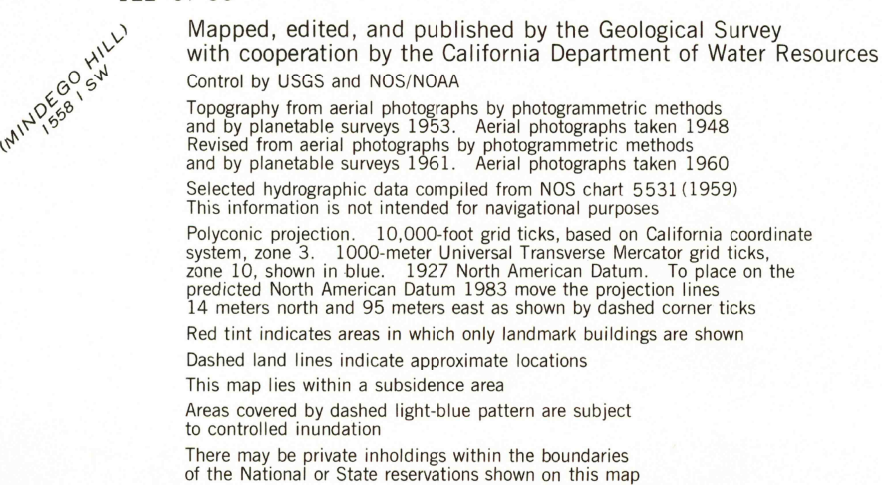 (MINDEGO HILL)
1558 I SW
Mapped, edited, and published by the Geological Survey
with cooperation by the California Department of Water Resources
Control by USGS and NOS/NOAA
Topography from aerial photographs by photogrammetric methods
and by planetable surveys 1953. Aerial photographs taken 1948
Revised from aerial photographs by photogrammetric methods
and by planetable surveys 1961. Aerial photographs taken 1960
Selected hydrographic data compiled from NOS chart 5531 (1959)
This information is not intended for navigational purposes
Polyconic projection. 10,000-foot grid ticks, based on California coordinate
system, zone 3. 1000-meter Universal Transverse Mercator grid ticks,
zone 10, shown in blue. 1927 North American Datum. To place on the
predicted North American Datum 1983 move the projection lines
14 meters north and 95 meters east as shown by dashed corner ticks
Red tint indicates areas in which only landmark buildings are shown
Dashed land lines indicate approximate locations
This map lies within a subsidence area
Areas covered by dashed light-blue pattern are subject
to controlled inundation
There may be private inholdings within the boundaries
of the National or State reservations shown on this map